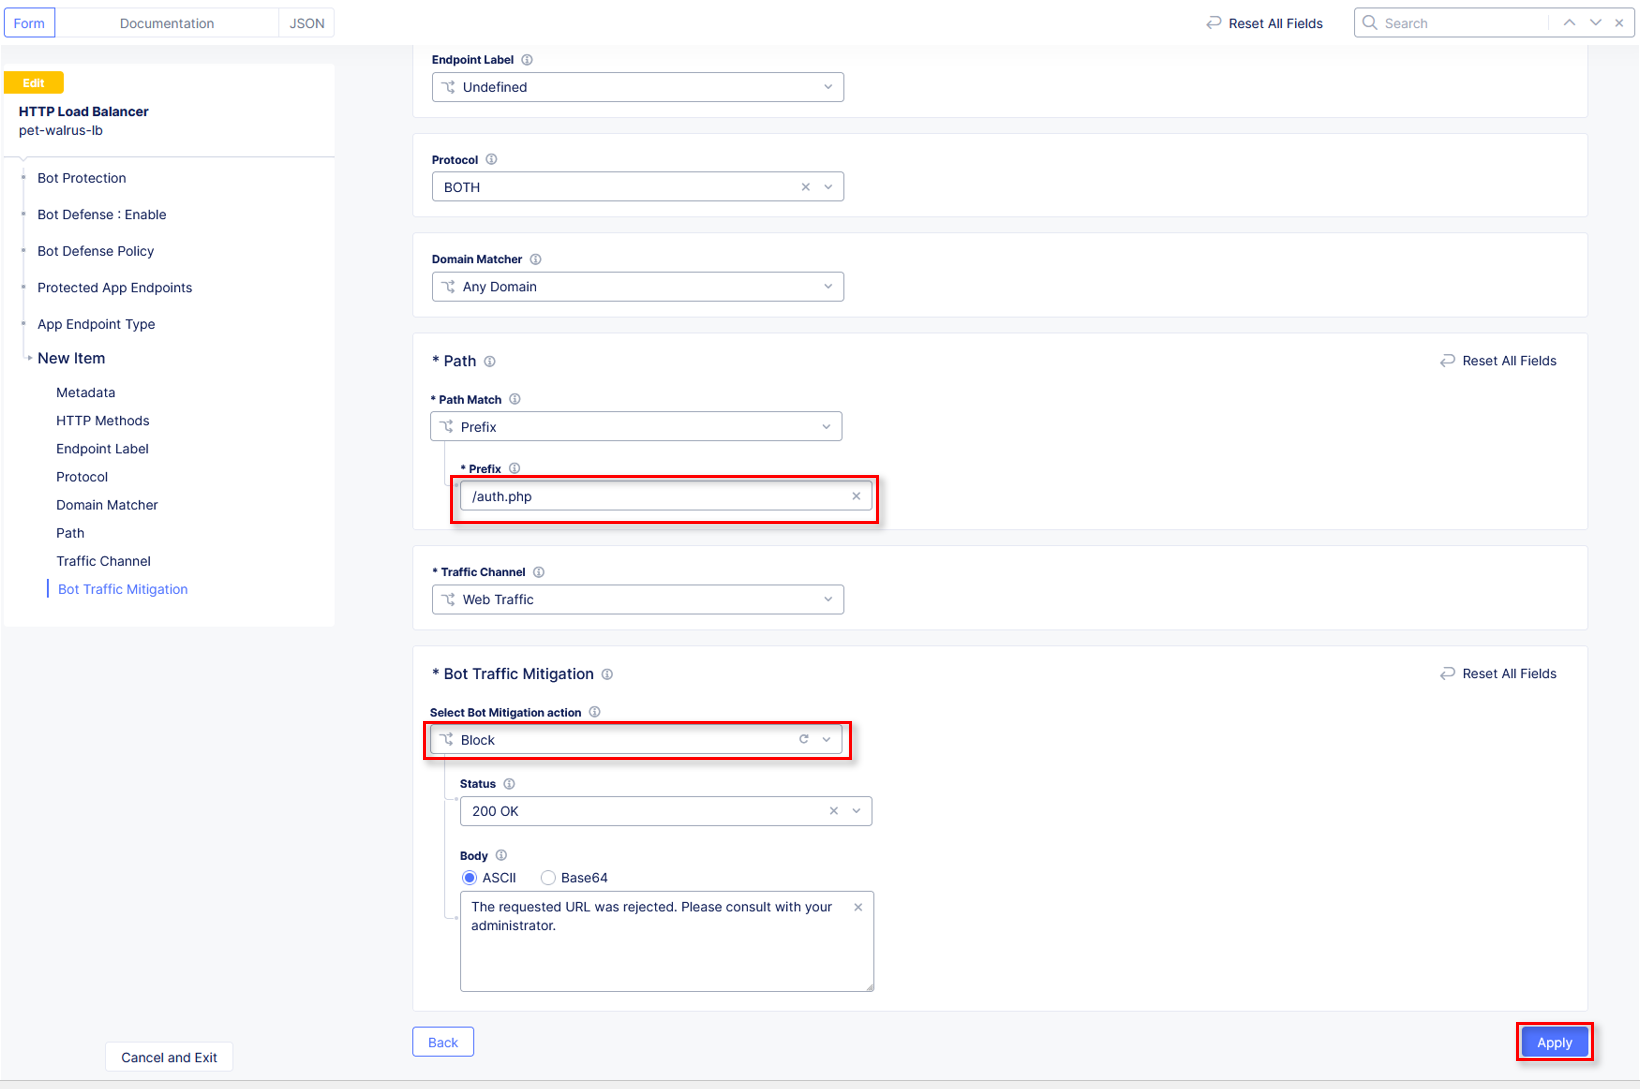 Form
Documentation
JSON
Reset All Fields
Search
Edit
HTTP Load Balancer
pet-walrus-lb
Bot Protection
Bot Defense : Enable
Bot Defense Policy
Protected App Endpoints
App Endpoint Type
New Item
Metadata
HTTP Methods
Endpoint Label
Protocol
Domain Matcher
Path
Traffic Channel
Bot Traffic Mitigation
Cancel and Exit
Endpoint Label
Undefined
Protocol
BOTH
Domain Matcher
Any Domain
* Path
Reset All Fields
* Path Match
Prefix
* Prefix
/auth.php
* Traffic Channel
Web Traffic
* Bot Traffic Mitigation
Reset All Fields
Select Bot Mitigation action
Block
Status
200 OK
Body
ASCII
Base64
The requested URL was rejected. Please consult with your
administrator.
Back
Apply